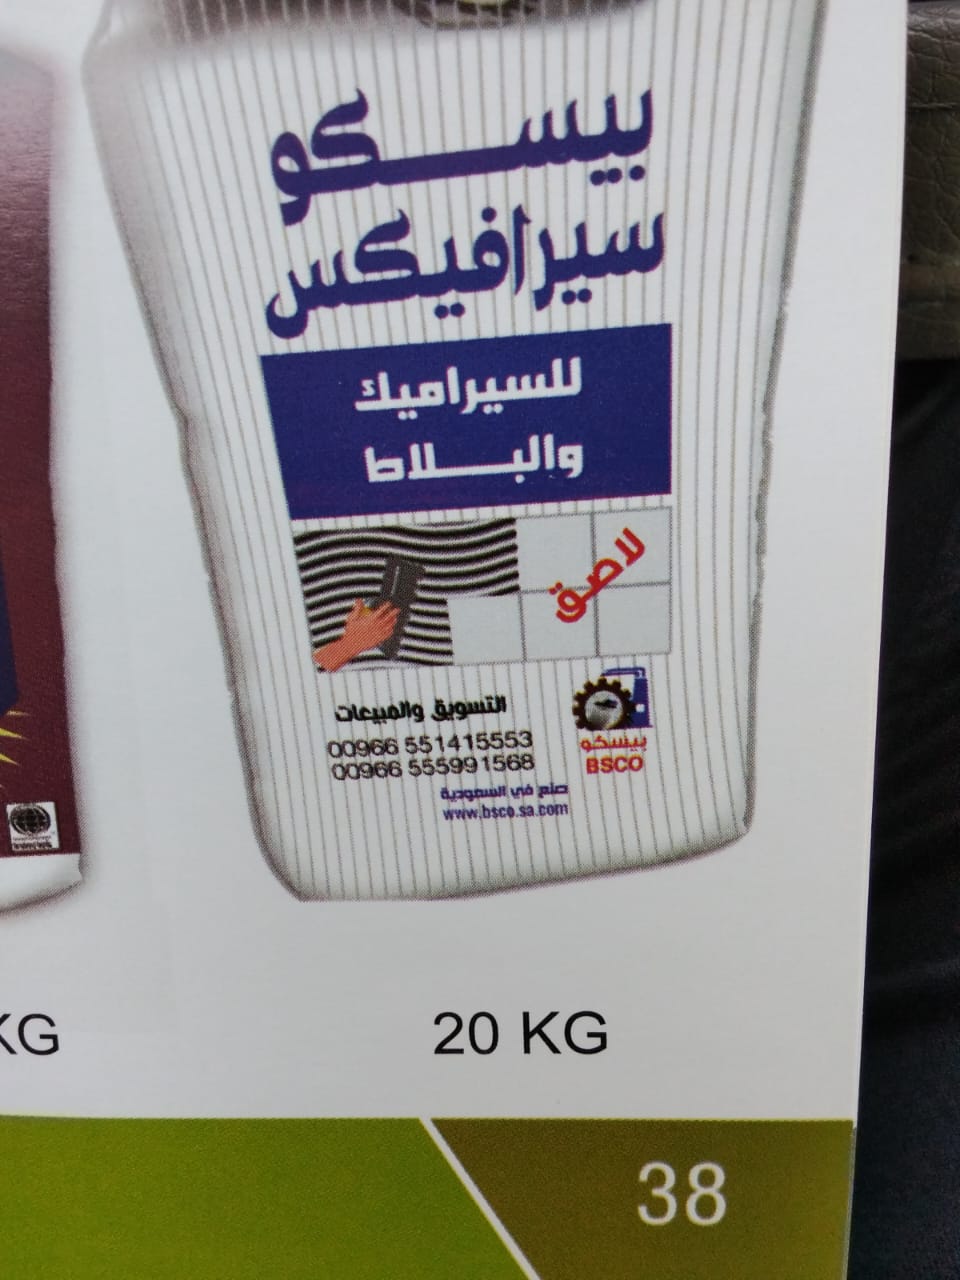 بيسكو
سيرافيكس
للسيراميك
والبلاط
لاصق
التسويق والمبيعات
00966 551415553
00966 555991568
بيسكو
BSCO
صنع في السعودية
www.bsco.sa.com
KG
20 KG
38